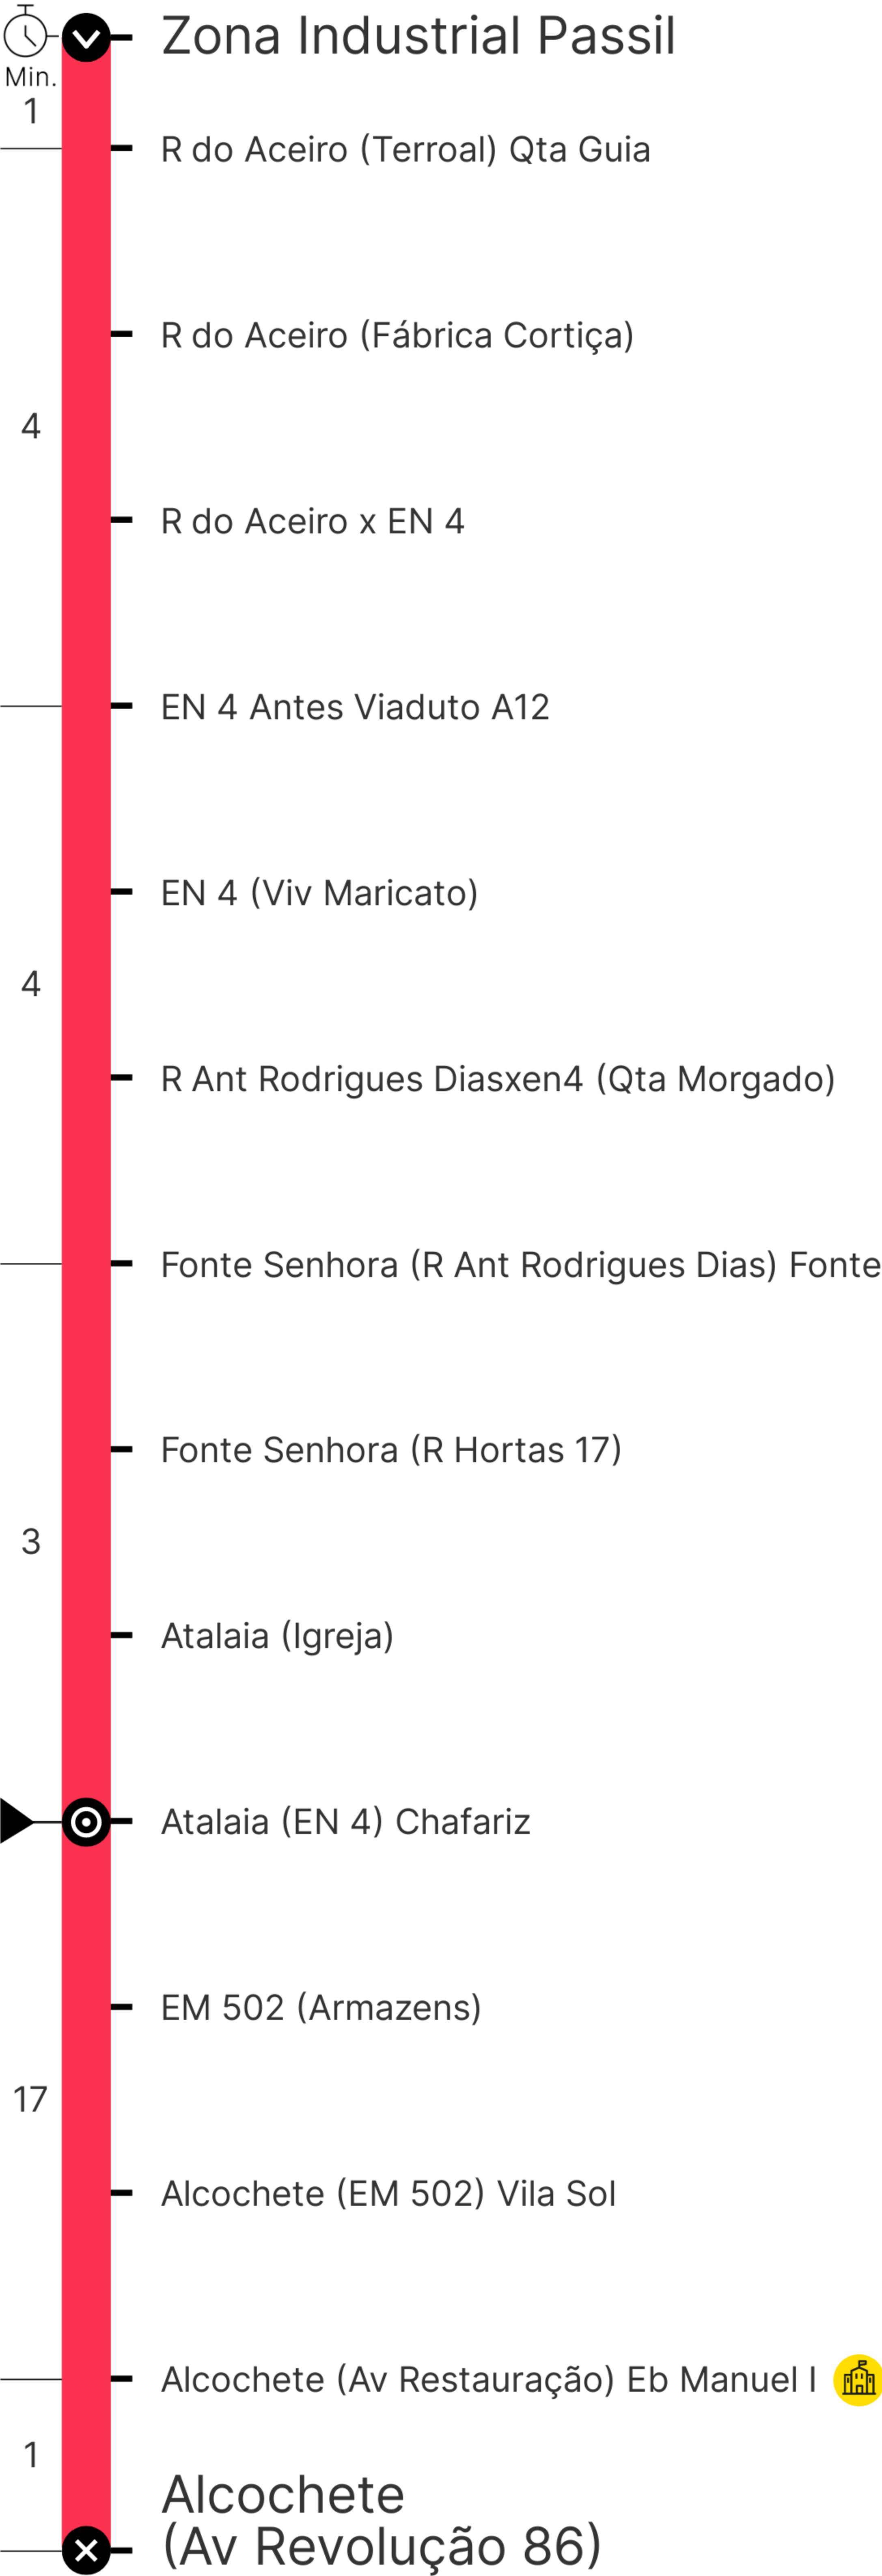 Zona Industrial Passil
Min.
1
R do Aceiro (Terroal) Qta Guia
R do Aceiro (Fábrica Cortiça)
4
R do Aceiro x EN 4
EN 4 Antes Viaduto A12
EN 4 (Viv Maricato)
4
R Ant Rodrigues Diasxen4 (Qta Morgado)
Fonte Senhora (R Ant Rodrigues Dias) Fonte
Fonte Senhora (R Hortas 17)
3
Atalaia (Igreja)
Atalaia (EN 4) Chafariz
EM 502 (Armazens)
17
Alcochete (EM 502) Vila Sol
Alcochete (Av Restauração) Eb Manuel I
1
Alcochete
(Av Revolução 86)